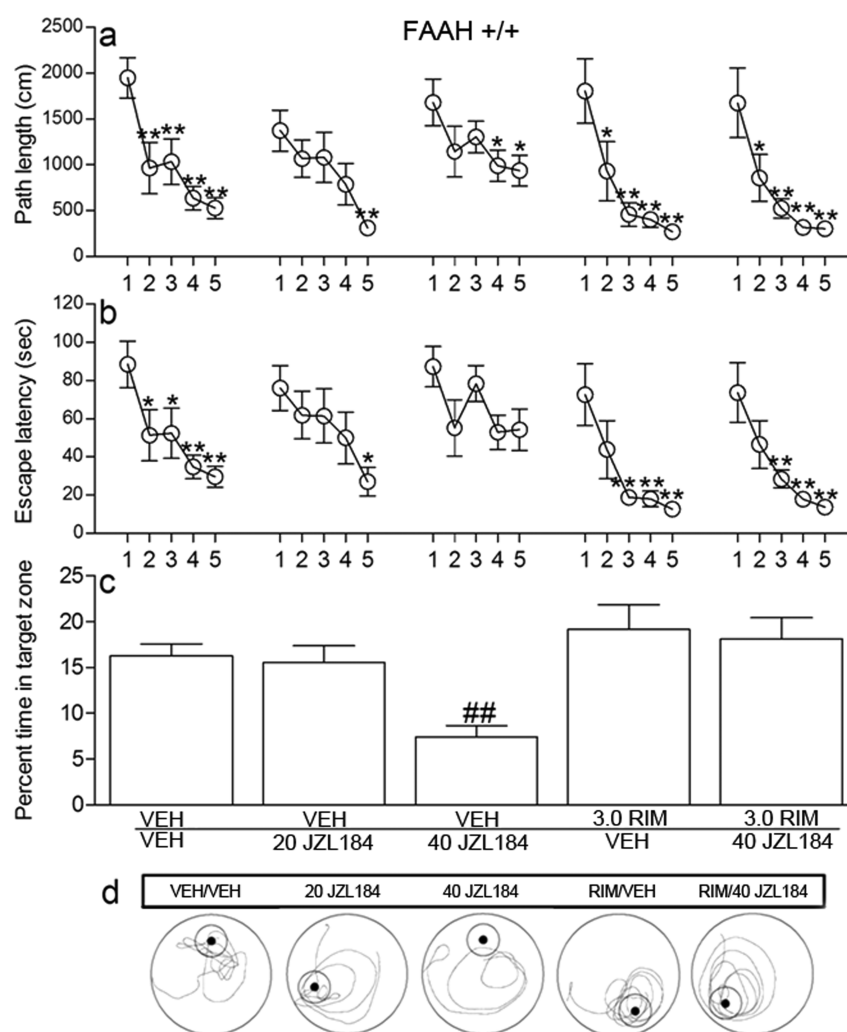 a
FAAH +/+
Path length (cm)
2500
2000
1500
1000
500
0
** ** ** **
**
* *
* ** ** **
* ** ** **
1 2 3 4 5 1 2 3 4 5 1 2 3 4 5 1 2 3 4 5 1 2 3 4 5
b
Escape latency (sec)
120
100
80
60
40
20
0
* * ** **
*
** ** **
** ** **
1 2 3 4 5 1 2 3 4 5 1 2 3 4 5 1 2 3 4 5 1 2 3 4 5
c
Percent time in target zone
25
20
15
10
5
0
##
VEH VEH VEH 3.0 RIM 3.0 RIM
VEH 20 JZL184 40 JZL184 VEH 40 JZL184
d
VEH/VEH 20 JZL184 40 JZL184 RIM/VEH RIM/40 JZL184